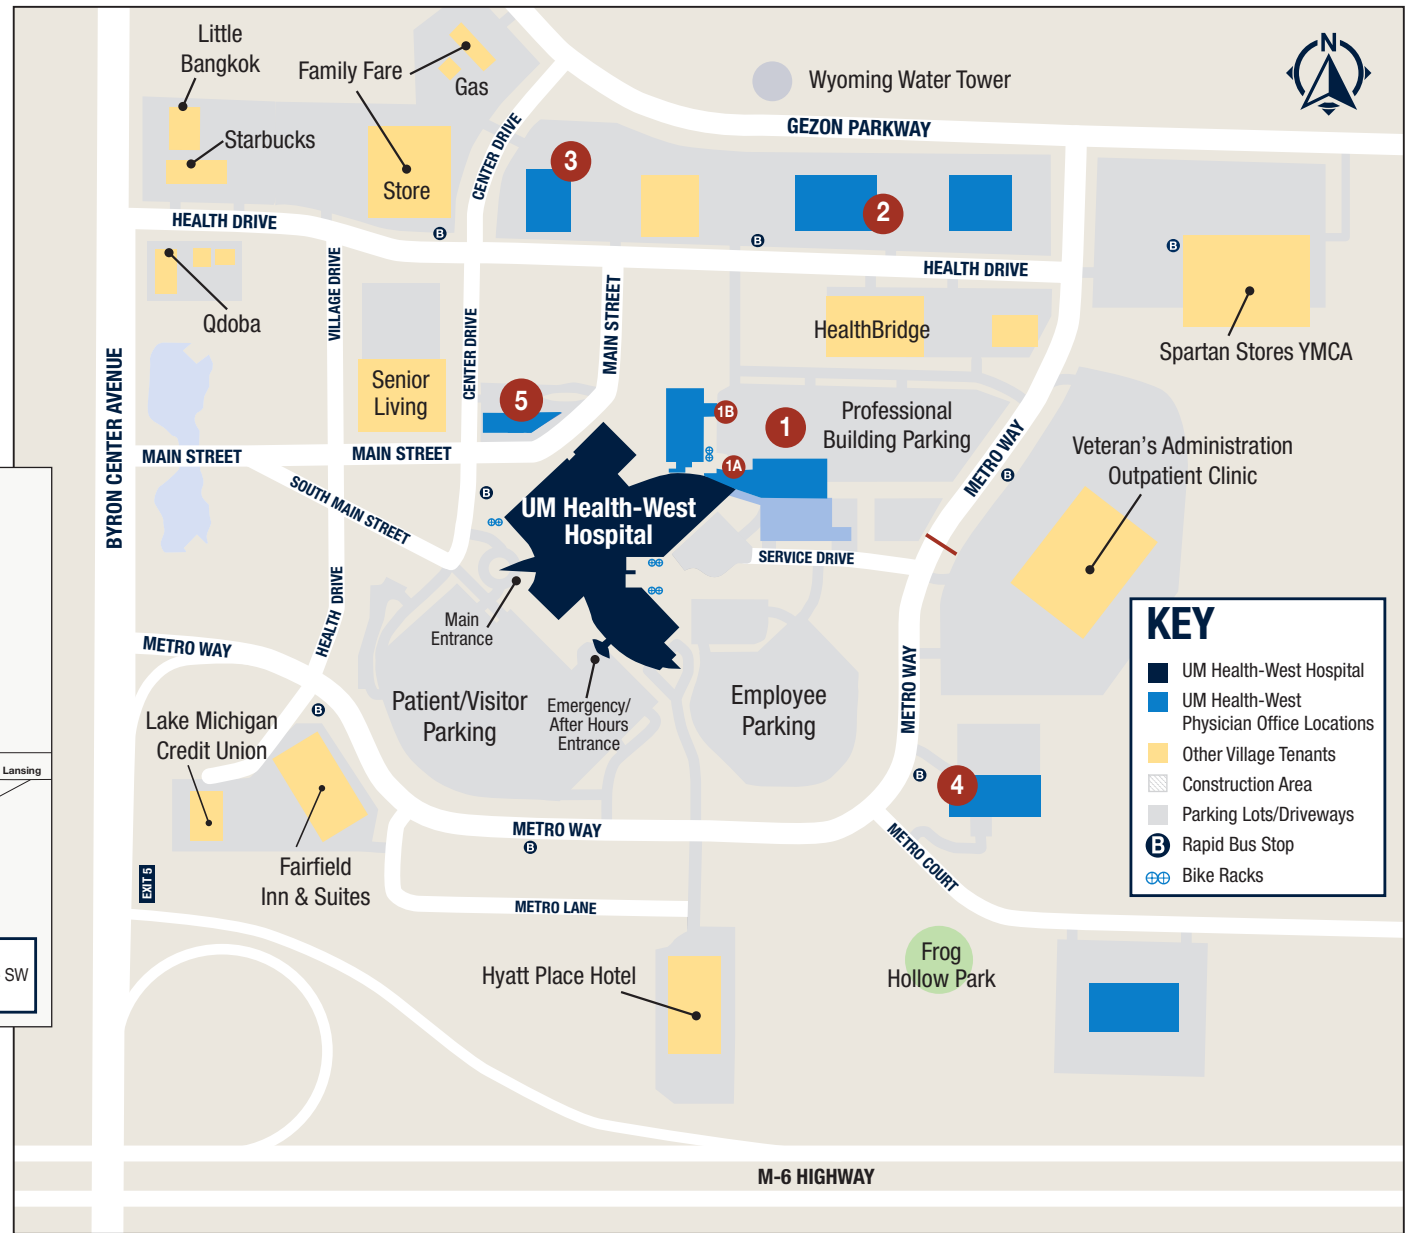 Little
Bangkok
Family Fare
Gas
Starbucks
Store
Wyoming Water Tower
N
GEZON PARKWAY
CENTER DRIVE
3
2
HEALTH DRIVE
B
B
B
HEALTH DRIVE
VILLAGE DRIVE
Qdoba
MAIN STREET
CENTER DRIVE
HealthBridge
Spartan Stores YMCA
BYRON CENTER AVENUE
Senior
Living
5
1B
1
1A
Professional
Building Parking
MAIN STREET
MAIN STREET
METRO WAY
B
Veteran's Administration
Outpatient Clinic
SOUTH MAIN STREET
B
UM Health-West
Hospital
SERVICE DRIVE
HEALTH DRIVE
Main
Entrance
METRO WAY
METRO WAY
Patient/Visitor
Parking
Emergency/
After Hours
Entrance
Employee
Parking
B
Lake Michigan
Credit Union
KEY
UM Health-West Hospital
UM Health-West
Physician Office Locations
Other Village Tenants
Construction Area
Parking Lots/Driveways
B Rapid Bus Stop
Bike Racks
Lansing
B
4
METRO WAY
B
METRO COURT
Fairfield
Inn & Suites
EXIT 5
METRO LANE
Frog
Hollow Park
Hyatt Place Hotel
SW
M-6 HIGHWAY